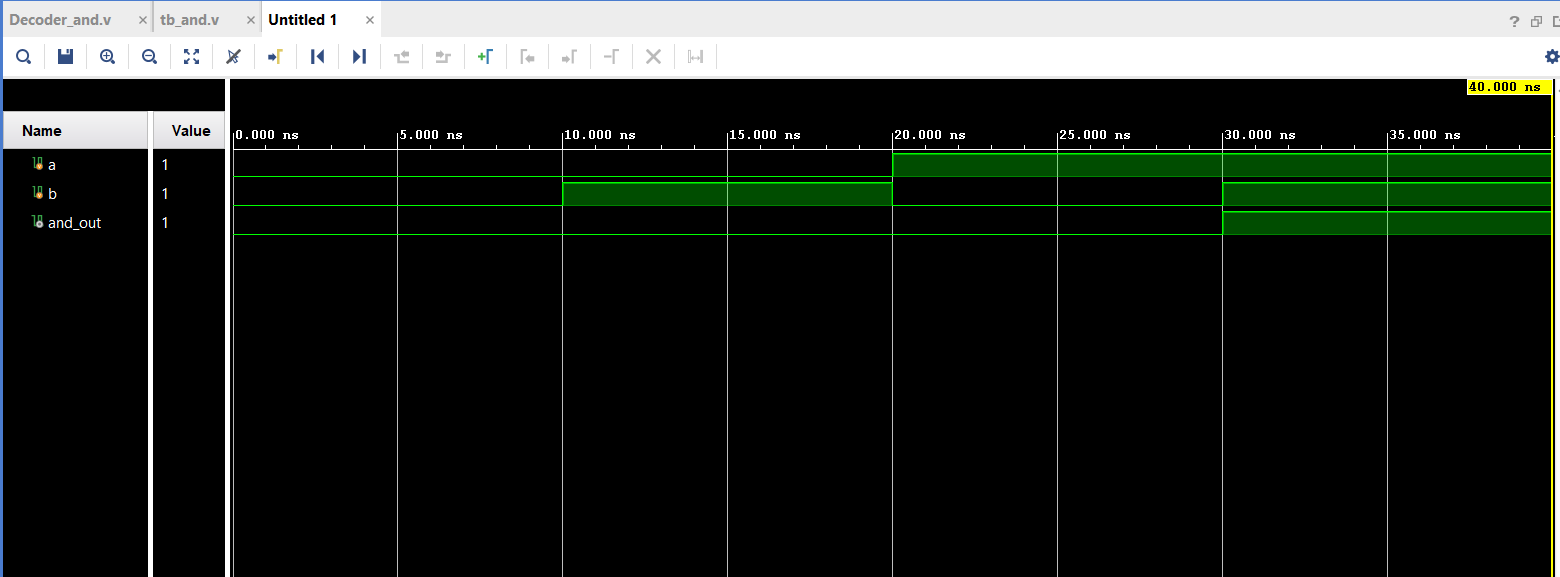 Decoder_and.v × tb_and.v × Untitled 1 ×
?
40.000 ns
Name Value 0.000 ns 5.000 ns 10.000 ns 15.000 ns 20.000 ns 25.000 ns 30.000 ns 35.000 ns
a 1
b 1
and_out 1